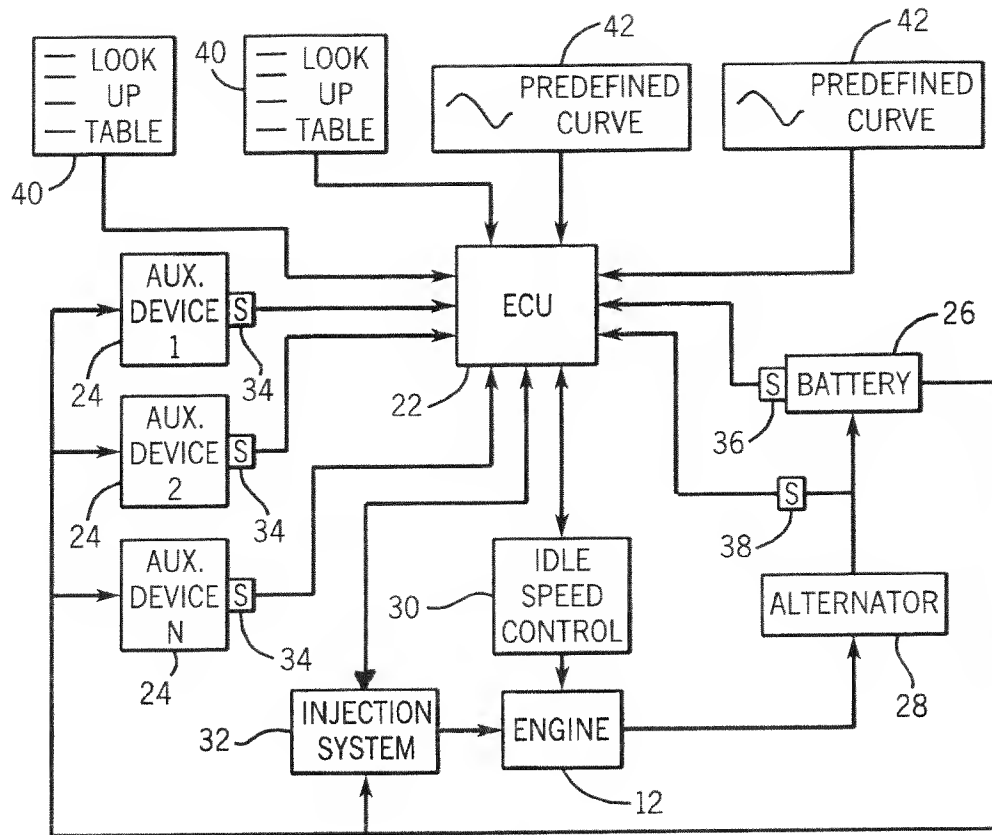 42
42
40
LOOK
UP
TABLE
LOOK
UP
TABLE
PREDEFINED
CURVE
PREDEFINED
CURVE
40
AUX.
DEVICE
1
S
24
34
ECU
22
26
S
BATTERY
36
AUX.
DEVICE
2
S
24
34
S
38
AUX.
DEVICE
N
S
24
34
30
IDLE
SPEED
CONTROL
ALTERNATOR
28
32
INJECTION
SYSTEM
ENGINE
12